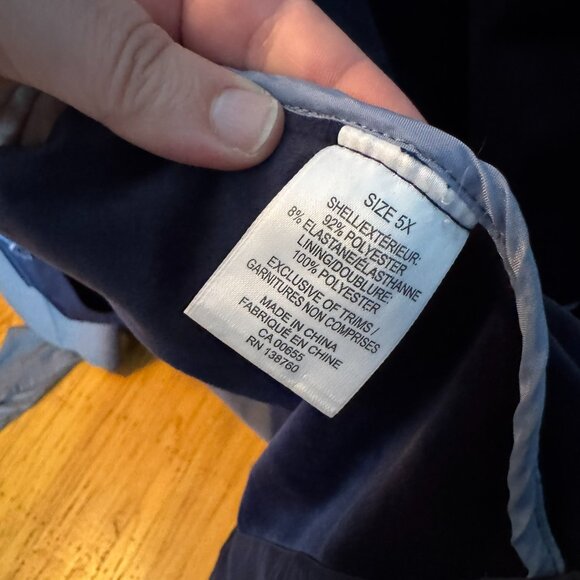 SIZE 5X
SHELL/EXTÉRIEUR:
92% POLYESTER
8% ELASTANE/ÉLASTHANNE
LINING/DOUBLURE:
100% POLYESTER
EXCLUSIVE OF TRIMS/
GARNITURES NON COMPRISES
MADE IN CHINA
FABRIQUÉ EN CHINE
CA 00655
RN 138760